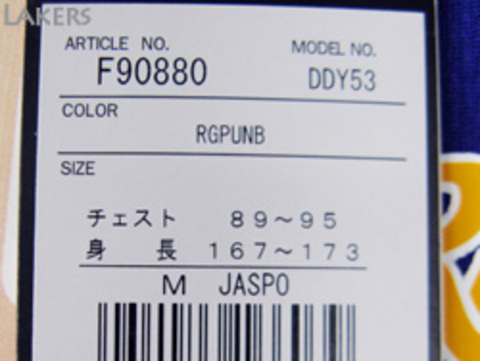 LAKERS
ARTICLE NO.
MODEL NO.
F90880
DDY53
COLOR
RGPUNB
SIZE
チェスト 89〜95
身長 167〜173
M JASPO